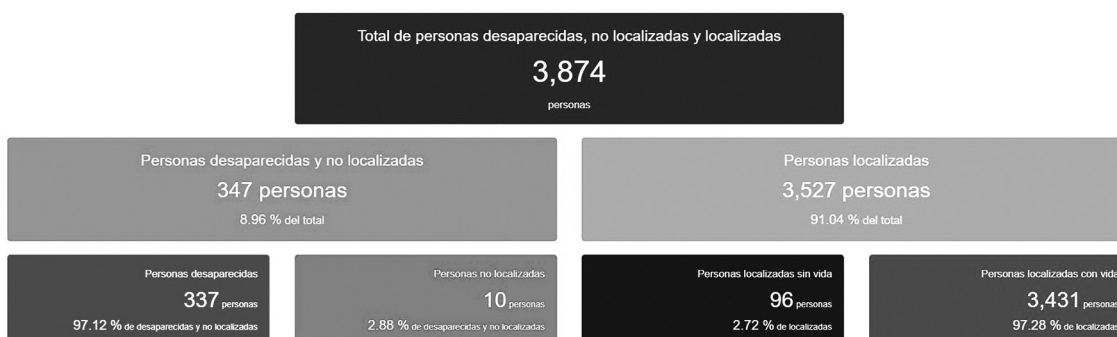 Total de personas desaparecidas, no localizadas y localizadas
3,874
personas
Personas desaparecidas y no localizadas
347 personas
8.96 % del total
Personas localizadas
3,527 personas
91.04 % del total
Personas desaparecidas
337 personas
97.12 % de desaparecidas y no localizadas
Personas no localizadas
10 personas
2.88 % de desaparecidas y no localizadas
Personas localizadas sin vida
96 personas
2.72 % de localizadas
Personas localizadas con vida
3,431 personas
97.28 % de localizadas